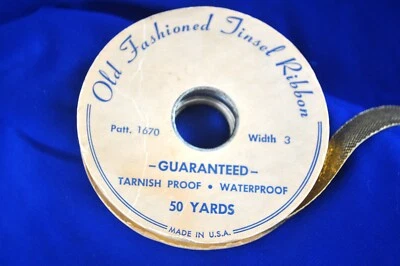 Old Fashioned Tinsel Ribbon
Patt. 1670 Width 3
-GUARANTEED-
TARNISH PROOF • WATERPROOF
50 YARDS
MADE IN U.S.A.